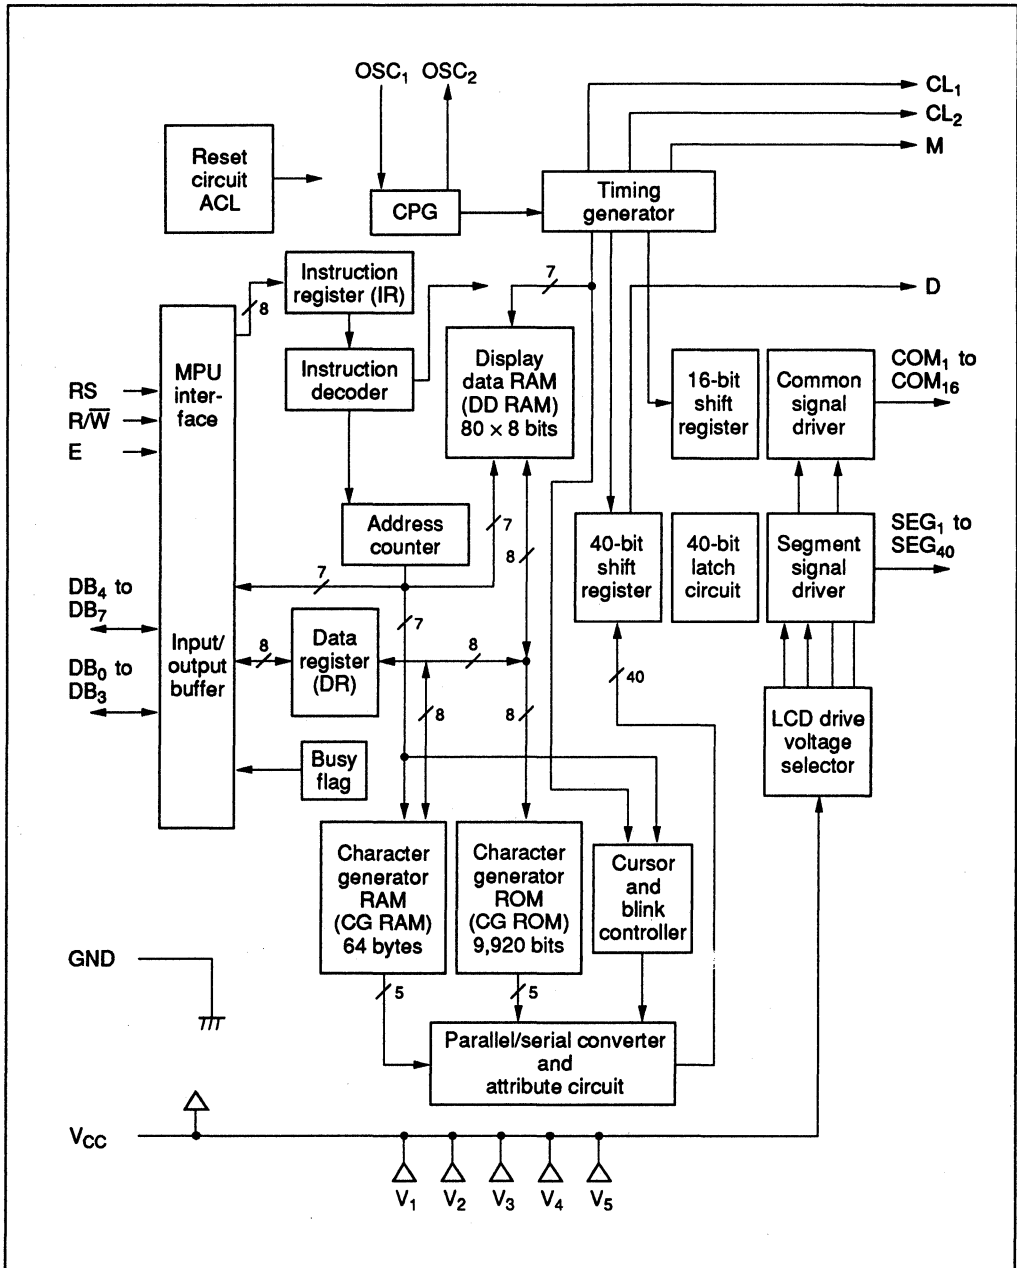 OSC1 OSC2
CL1
CL2
M
Reset
circuit
ACL
CPG
Timing
generator
Instruction
register (IR)
8
7
D
MPU
inter-
face
Instruction
decoder
Display
data RAM
(DD RAM)
80 × 8 bits
16-bit
shift
register
Common
signal
driver
COM1 to
COM16
RS
R/W̅
E
Address
counter
7
8
40-bit
shift
register
40-bit
latch
circuit
Segment
signal
driver
SEG1 to
SEG40
7
7
DB4 to
DB7
Input/
output
buffer
8
Data
register
(DR)
8
40
DB0 to
DB3
8
8
LCD drive
voltage
selector
Busy
flag
Character
generator
RAM
(CG RAM)
64 bytes
Character
generator
ROM
(CG ROM)
9,920 bits
Cursor
and
blink
controller
GND
5
5
Parallel/serial converter
and
attribute circuit
VCC
V1 V2 V3 V4 V5